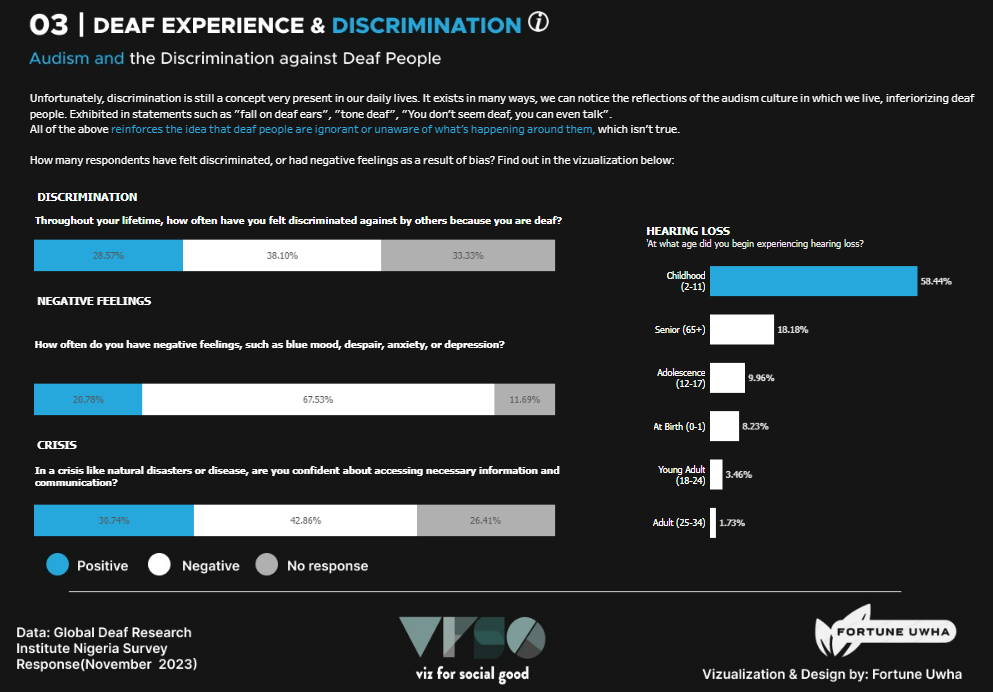 03 | DEAF EXPERIENCE & DISCRIMINATION i
Audism and the Discrimination against Deaf People
Unfortunately, discrimination is still a concept very present in our daily lives. It exists in many ways, we can notice the reflections of the audism culture in which we live, inferiorizing deaf
people. Exhibited in statements such as "fall on deaf ears", "tone deaf", "You don't seem deaf, you can even talk".
All of the above reinforces the idea that deaf people are ignorant or unaware of what's happening around them, which isn't true.
How many respondents have felt discriminated, or had negative feelings as a result of bias? Find out in the vizualization below:
DISCRIMINATION
Throughout your lifetime, how often have you felt discriminated against by others because you are deaf?
28.57% 38.10% 33.33%
NEGATIVE FEELINGS
How often do you have negative feelings, such as blue mood, despair, anxiety, or depression?
20.78% 67.53% 11.69%
CRISIS
In a crisis like natural disasters or disease, are you confident about accessing necessary information and
communication?
30.74% 42.86% 26.41%
Positive Negative No response
HEARING LOSS
'At what age did you begin experiencing hearing loss?
Childhood
(2-11) 58.44%
Senior (65+) 18.18%
Adolescence
(12-17) 9.96%
At Birth (0-1) 8.23%
Young Adult
(18-24) 3.46%
Adult (25-34) 1.73%
Data: Global Deaf Research
Institute Nigeria Survey
Response(November 2023)
VFSG
viz for social good
FORTUNE UWHA
Vizualization & Design by: Fortune Uwha